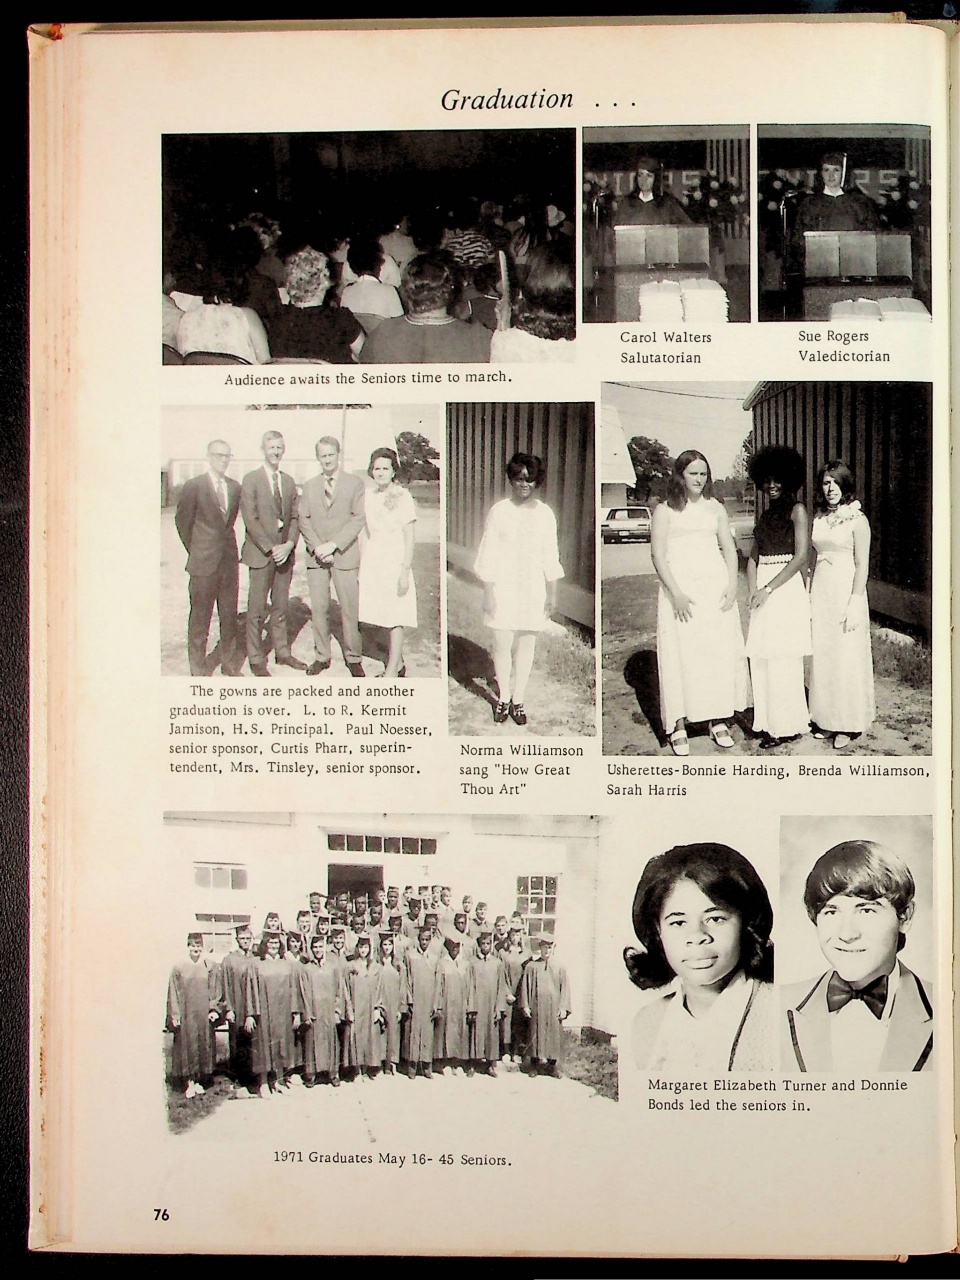 Graduation . . .
Carol Walters
Salutatorian
Sue Rogers
Valedictorian
Audience awaits the Seniors time to march.
The gowns are packed and another
graduation is over. L. to R. Kermit
Jamison, H.S. Principal. Paul Noesser,
senior sponsor, Curtis Pharr, superin-
tendent, Mrs. Tinsley, senior sponsor.
Norma Williamson
sang "How Great
Thou Art"
Usherettes-Bonnie Harding, Brenda Williamson,
Sarah Harris
Margaret Elizabeth Turner and Donnie
Bonds led the seniors in.
1971 Graduates May 16- 45 Seniors.
76